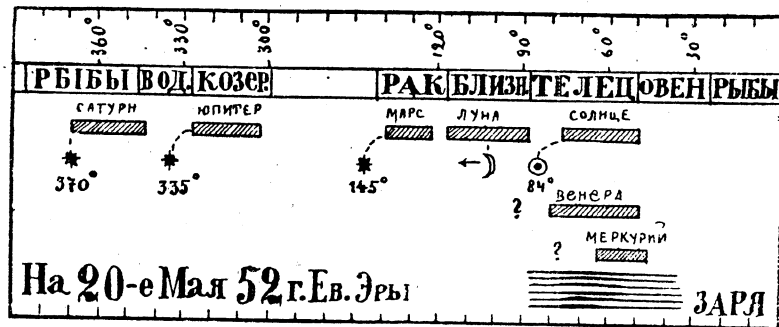 360° 330° 300° 120° 90° 60° 30°
РЫБЫ ВОД. КОЗЕР. РАК БЛИЗН. ТЕЛЕЦ ОВЕН РЫБЫ
САТУРН ЮПИТЕР МАРС ЛУНА СОЛНЦЕ
370° 335° 145° 84°
? ВЕНЕРА
? МЕРКУРИЙ
На 20-е Мая 52 г. Ев. Эры
ЗАРЯ